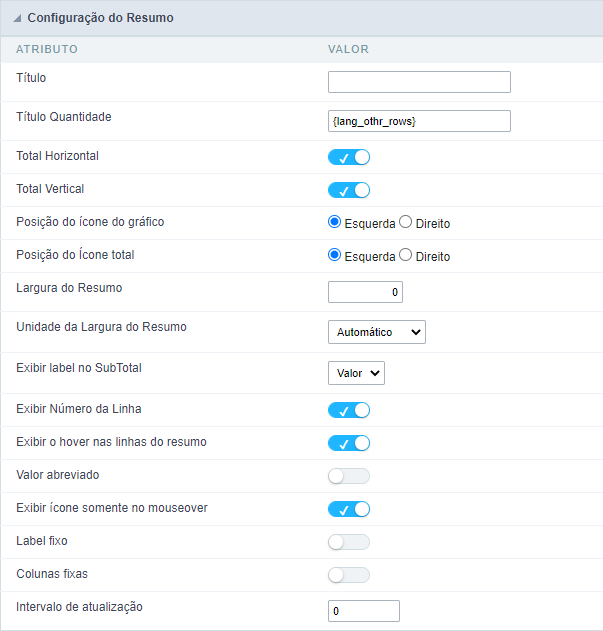 Configuração do Resumo
ATRIBUTO VALOR
Título
Título Quantidade {lang_othr_rows}
Total Horizontal
Total Vertical
Posição do ícone do gráfico Esquerda Direito
Posição do Ícone total Esquerda Direito
Largura do Resumo 0
Unidade da Largura do Resumo Automático
Exibir label no SubTotal Valor
Exibir Número da Linha
Exibir o hover nas linhas do resumo
Valor abreviado
Exibir ícone somente no mouseover
Label fixo
Colunas fixas
Intervalo de atualização 0